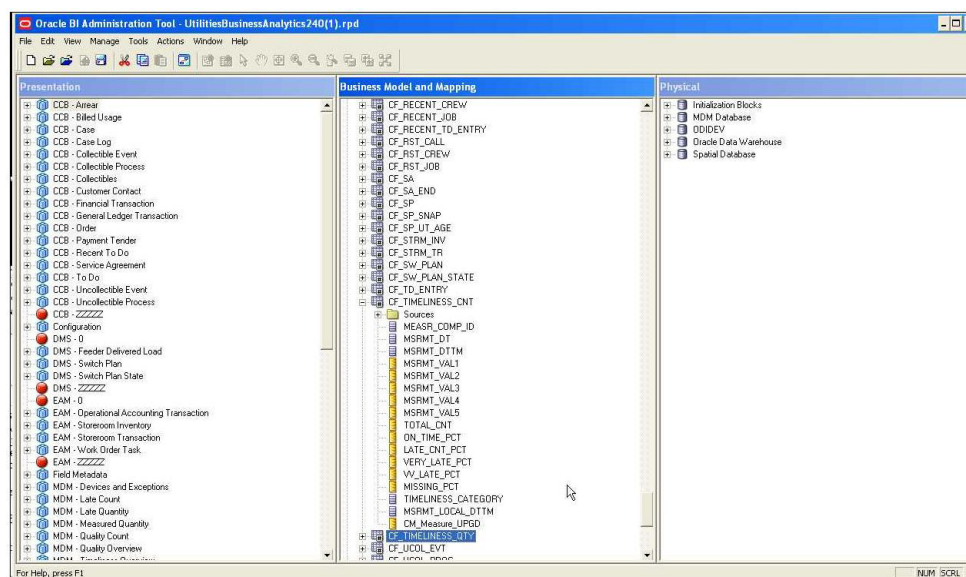 Oracle BI Administration Tool - UtilitiesBusinessAnalytics240(1).rpd
File Edit View Manage Tools Actions Window Help
Presentation
CCB - Arrear
CCB - Billed Usage
CCB - Case
CCB - Case Log
CCB - Collectible Event
CCB - Collectible Process
CCB - Collectibles
CCB - Customer Contact
CCB - Financial Transaction
CCB - General Ledger Transaction
CCB - Order
CCB - Payment Tender
CCB - Recent To Do
CCB - Service Agreement
CCB - To Do
CCB - Uncollectible Event
CCB - Uncollectible Process
CCB - ZZZZZ
Configuration
DMS - 0
DMS - Feeder Delivered Load
DMS - Switch Plan
DMS - Switch Plan State
DMS - ZZZZZ
EAM - 0
EAM - Operational Accounting Transaction
EAM - Storeroom Inventory
EAM - Storeroom Transaction
EAM - Work Order Task
EAM - ZZZZZ
Field Metadata
MDM - Devices and Exceptions
MDM - Late Count
MDM - Late Quantity
MDM - Measured Quantity
MDM - Quality Count
MDM - Quality Overview
MDM - Timeliness Overview
Business Model and Mapping
CF_RECENT_CREW
CF_RECENT_JOB
CF_RECENT_TD_ENTRY
CF_RST_CALL
CF_RST_CREW
CF_RST_JOB
CF_SA
CF_SA_END
CF_SP
CF_SP_SNAP
CF_SP_UT_AGE
CF_STRM_INV
CF_STRM_TR
CF_SW_PLAN
CF_SW_PLAN_STATE
CF_TD_ENTRY
CF_TIMELINESS_CNT
Sources
MEASR_COMP_ID
MSRMT_DT
MSRMT_DTTM
MSRMT_VAL1
MSRMT_VAL2
MSRMT_VAL3
MSRMT_VAL4
MSRMT_VAL5
TOTAL_CNT
ON_TIME_PCT
LATE_CNT_PCT
VERY_LATE_PCT
VV_LATE_PCT
MISSING_PCT
TIMELINESS_CATEGORY
MSRMT_LOCAL_DTTM
CM_Measure_UPGD
CF_TIMELINESS_QTY
CF_UCOL_EVT
CF_UCOL_PROC
Physical
Initialization Blocks
MDM Database
ODIDEV
Oracle Data Warehouse
Spatial Database
For Help, press F1
NUM SCRL